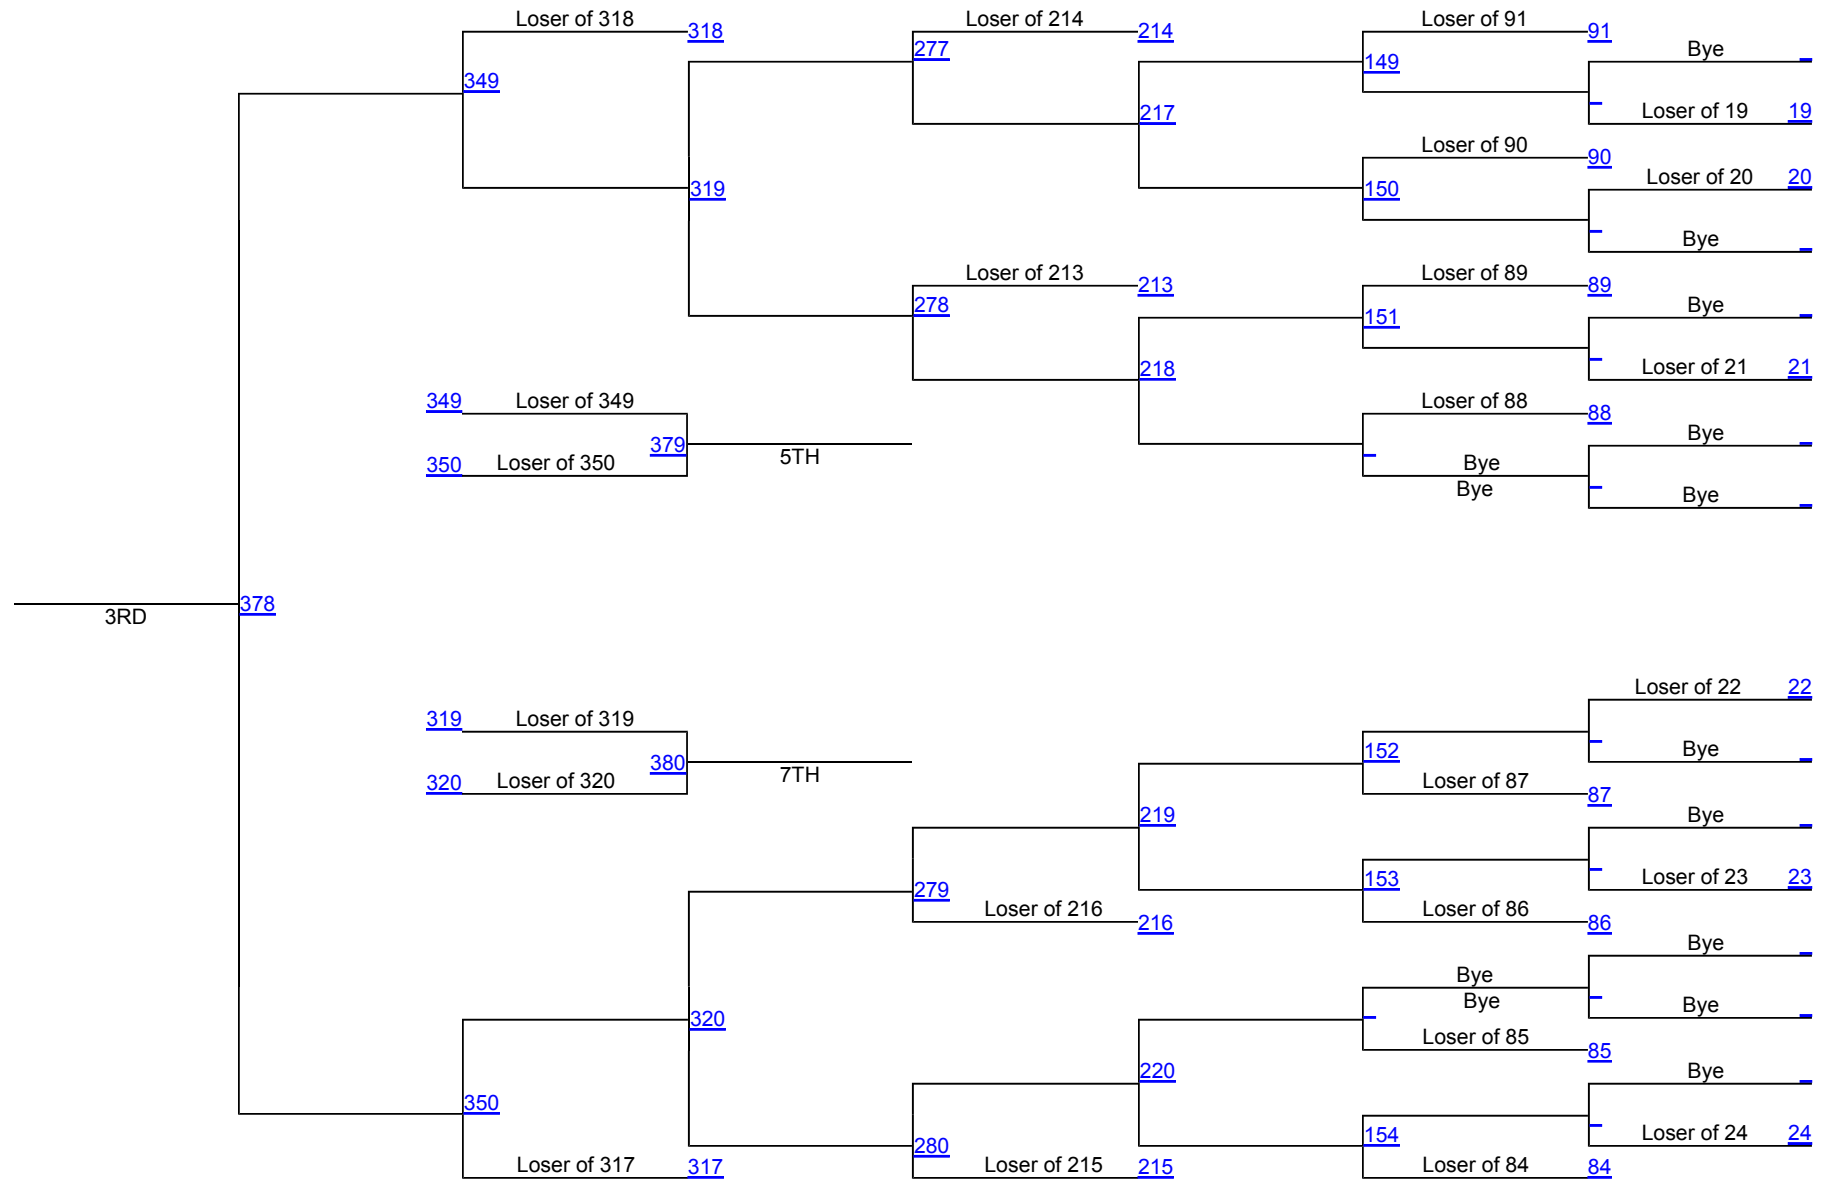 Loser of 318 318
Loser of 214 214
Loser of 91 91
Bye
277
349
149
Loser of 19 19
217
Loser of 90 90
Loser of 20 20
319
150
Bye
Loser of 213 213
Loser of 89 89
278
Bye
151
218
Loser of 21 21
349 Loser of 349
Loser of 88 88
379
5TH
Bye
350 Loser of 350
Bye
Bye
Bye
378
3RD
Loser of 22 22
319 Loser of 319
152
Bye
380
7TH
320 Loser of 320
Loser of 87 87
219
Bye
279
153
Loser of 23 23
Loser of 216 216
Loser of 86 86
Bye
Bye
Bye
Bye
320
Loser of 85 85
220
Bye
350
154
Loser of 24 24
280
Loser of 317 317
Loser of 215 215
Loser of 84 84